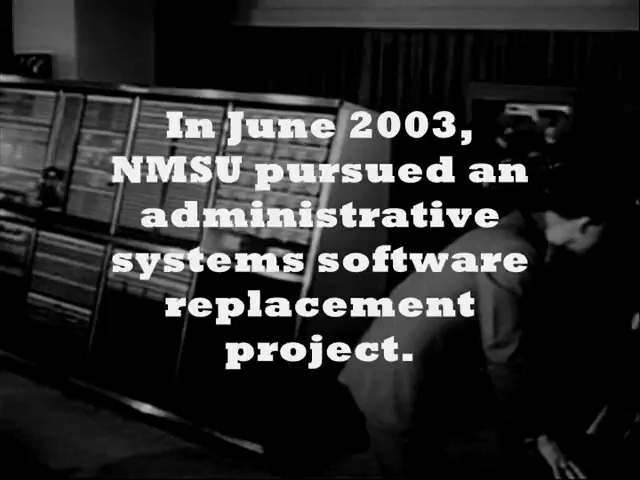 In June 2003,
NMSU pursued an
administrative
systems software
replacement
project.